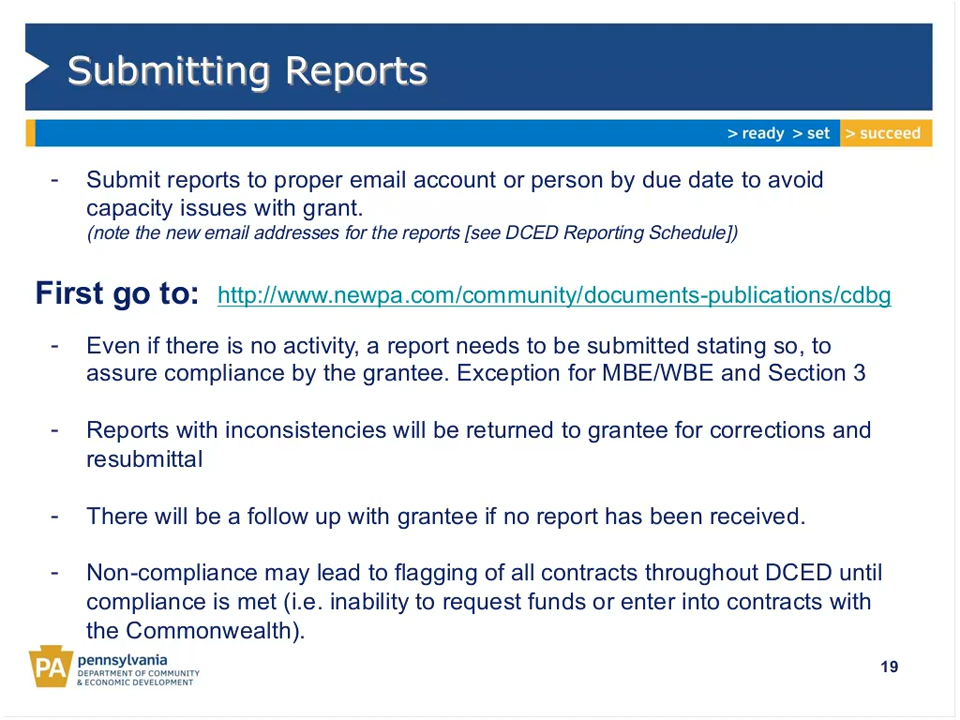 Submitting Reports
> ready > set > succeed
- Submit reports to proper email account or person by due date to avoid
capacity issues with grant.
(note the new email addresses for the reports [see DCED Reporting Schedule])
First go to: http://www.newpa.com/community/documents-publications/cdbg
- Even if there is no activity, a report needs to be submitted stating so, to
assure compliance by the grantee. Exception for MBE/WBE and Section 3
- Reports with inconsistencies will be returned to grantee for corrections and
resubmittal
- There will be a follow up with grantee if no report has been received.
- Non-compliance may lead to flagging of all contracts throughout DCED until
compliance is met (i.e. inability to request funds or enter into contracts with
the Commonwealth).
PA pennsylvania
DEPARTMENT OF COMMUNITY
& ECONOMIC DEVELOPMENT
19